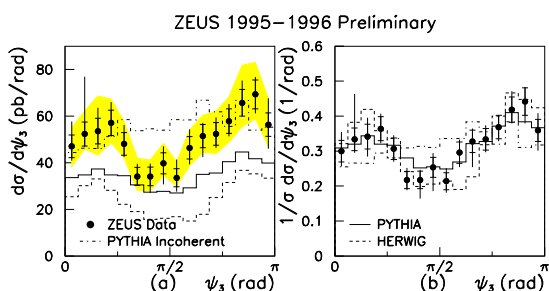 ZEUS 1995-1996 Preliminary
dσ/dψ₃ (pb/rad)
80
60
40
20
0
ZEUS Data
PYTHIA Incoherent
0 π/2 π
(a) ψ₃ (rad)
1/σ dσ/dψ₃ (1/rad)
0.6
0.5
0.4
0.3
0.2
0.1
0
PYTHIA
HERWIG
0 π/2 π
(b) ψ₃ (rad)